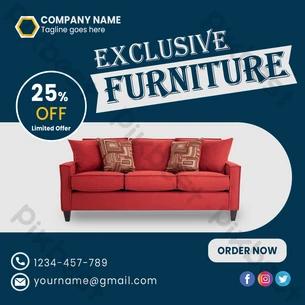 COMPANY NAME
Tagline goes here
EXCLUSIVE
FURNITURE
25%
OFF
Limited Offer
ORDER NOW
1234-457-789
yourname@gmail.com